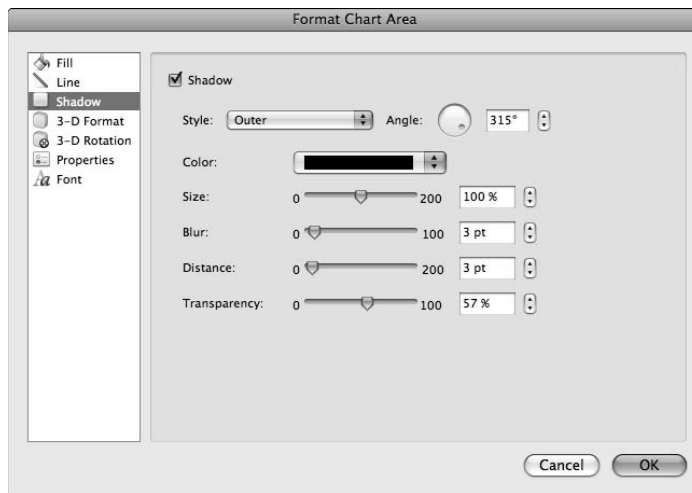 Format Chart Area
Fill
Line
Shadow
3-D Format
3-D Rotation
Properties
Font
Shadow
Style: Outer Angle: 315°
Color:
Size: 0 200 100 %
Blur: 0 100 3 pt
Distance: 0 200 3 pt
Transparency: 0 100 57 %
Cancel OK